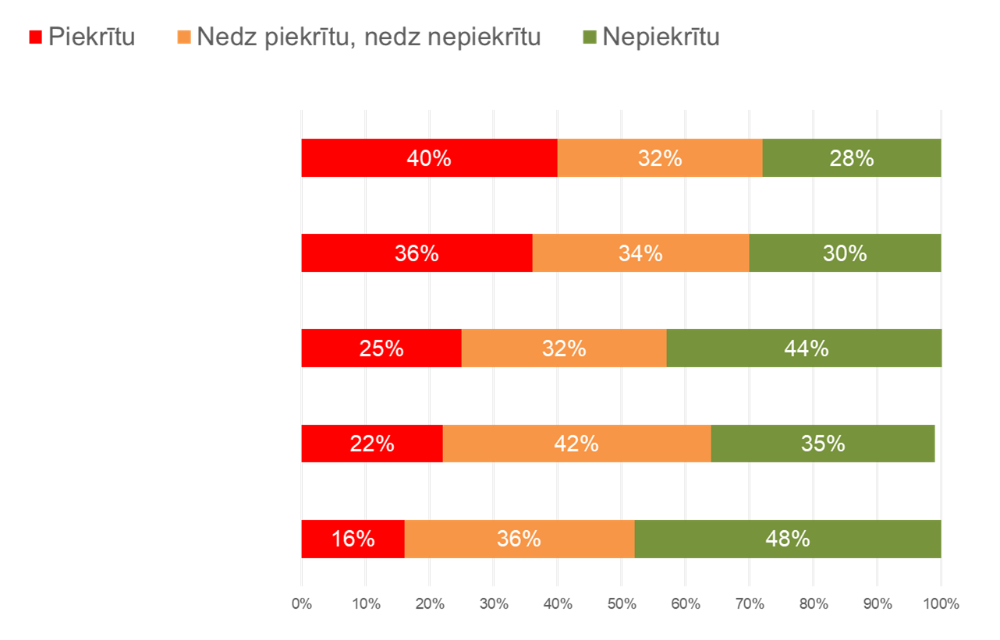 Piekrītu Nedz piekrītu, nedz nepiekrītu Nepiekrītu
40% 32% 28%
36% 34% 30%
25% 32% 44%
22% 42% 35%
16% 36% 48%
0% 10% 20% 30% 40% 50% 60% 70% 80% 90% 100%